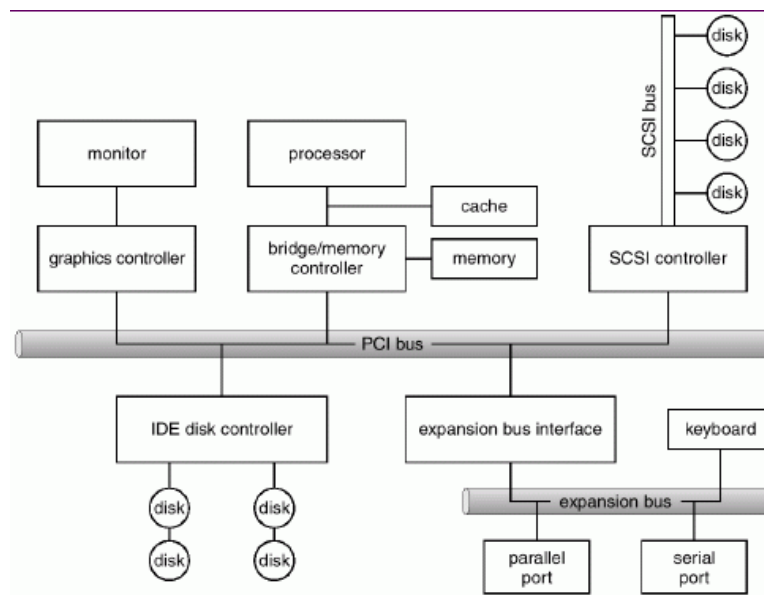 disk
disk
SCSI bus
disk
disk
monitor
processor
cache
graphics controller
bridge/memory
controller
memory
SCSI controller
PCI bus
IDE disk controller
expansion bus interface
keyboard
disk
disk
expansion bus
disk
disk
parallel
port
serial
port